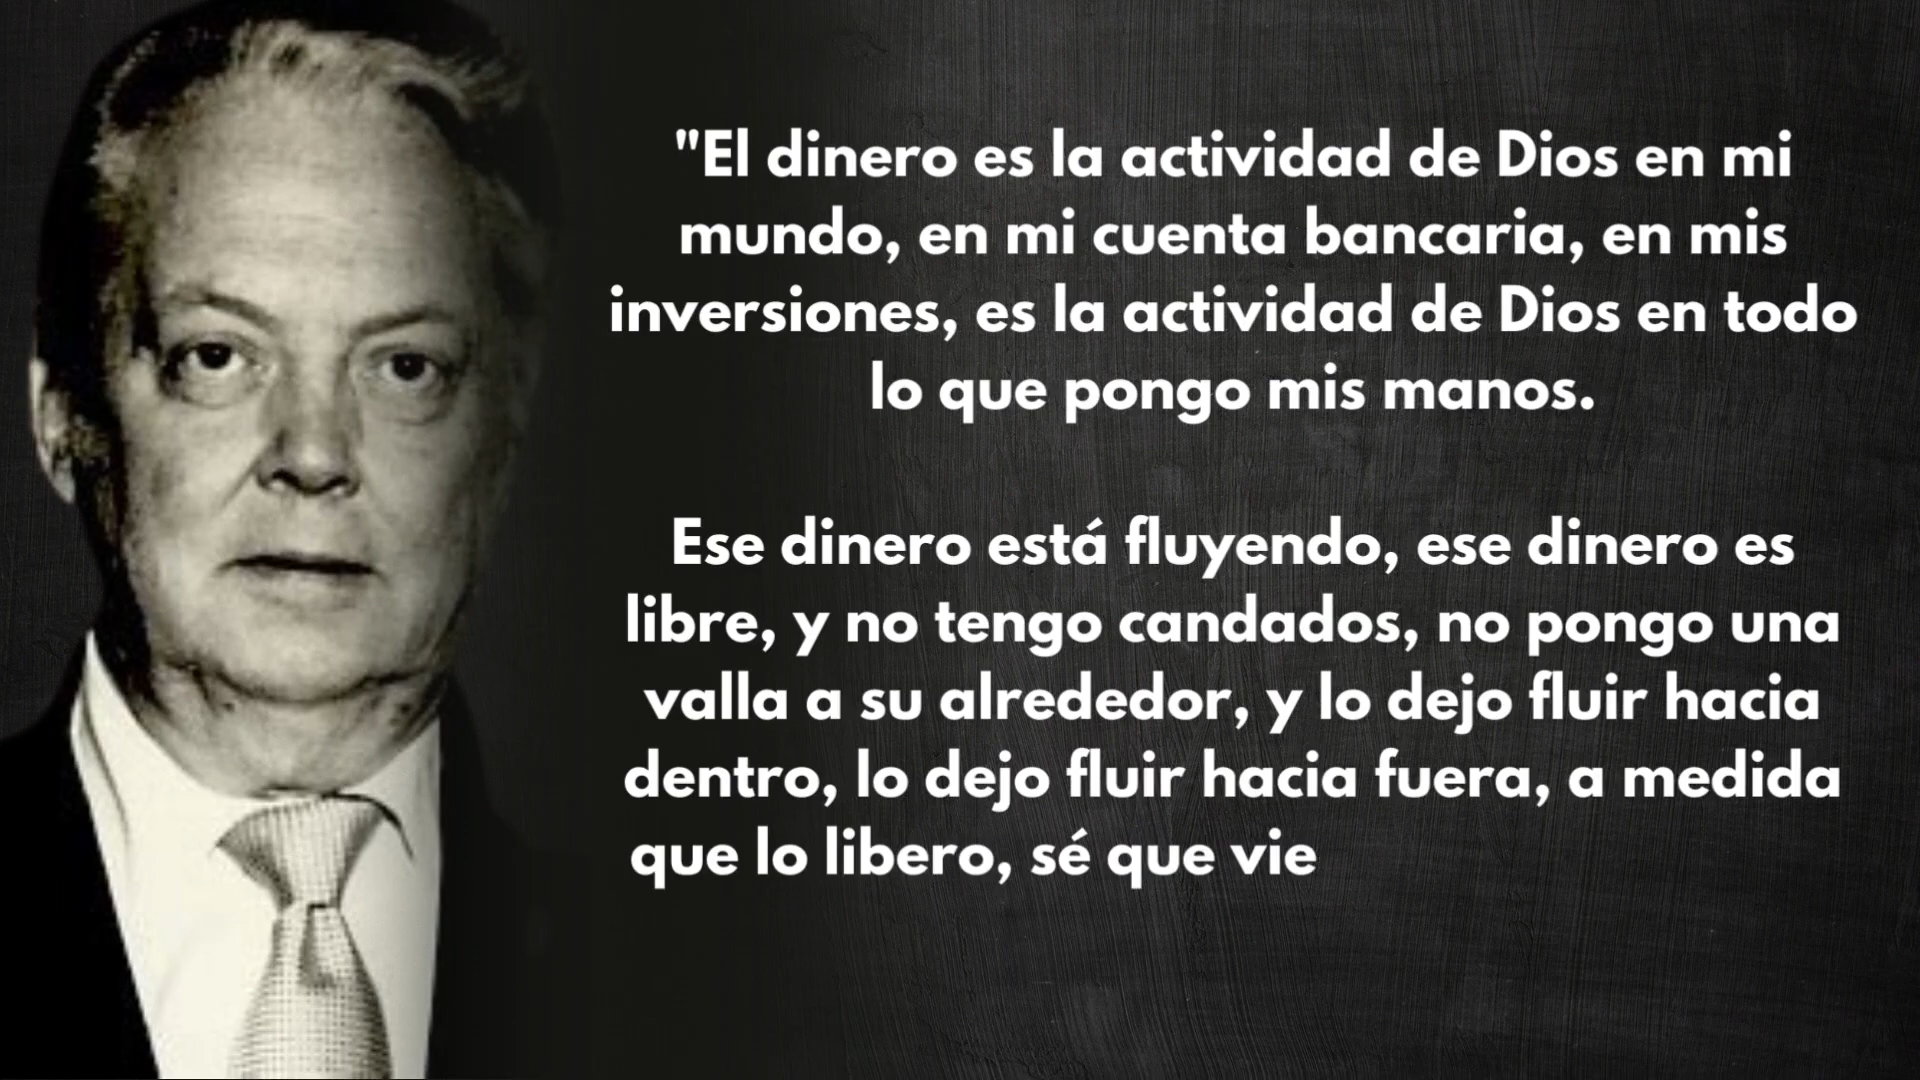 "El dinero es la actividad de Dios en mi
mundo, en mi cuenta bancaria, en mis
inversiones, es la actividad de Dios en todo
lo que pongo mis manos.
Ese dinero está fluyendo, ese dinero es
libre, y no tengo candados, no pongo una
valla a su alrededor, y lo dejo fluir hacia
dentro, lo dejo fluir hacia fuera, a medida
que lo libero, sé que vie